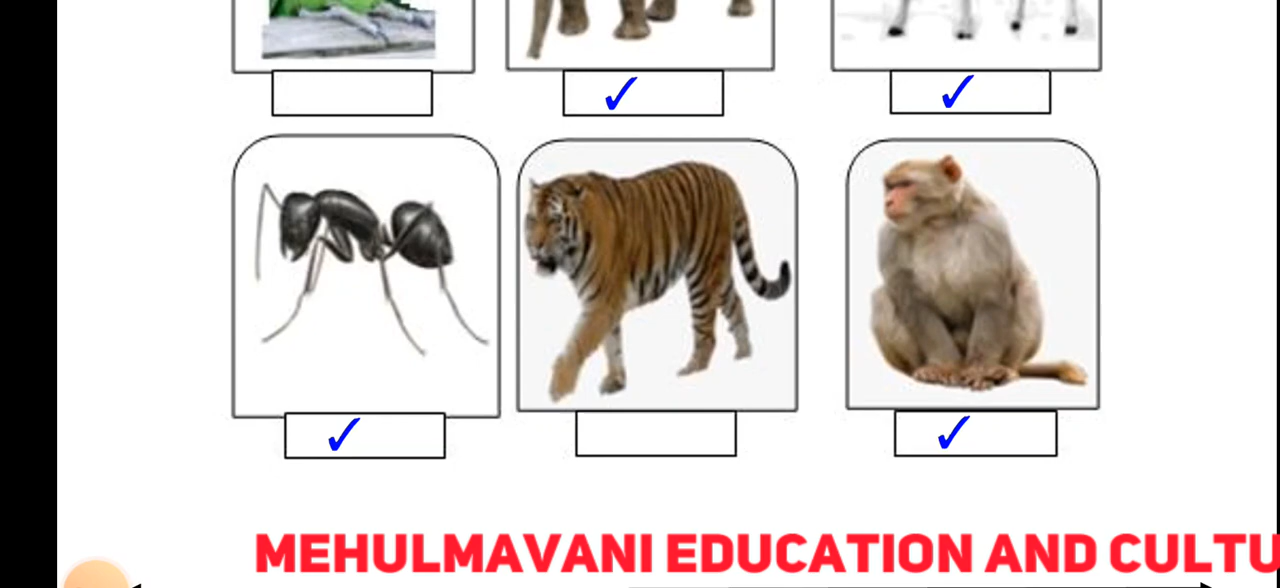 ✓ ✓
✓ ✓
MEHULMAVANI EDUCATION AND CULTU